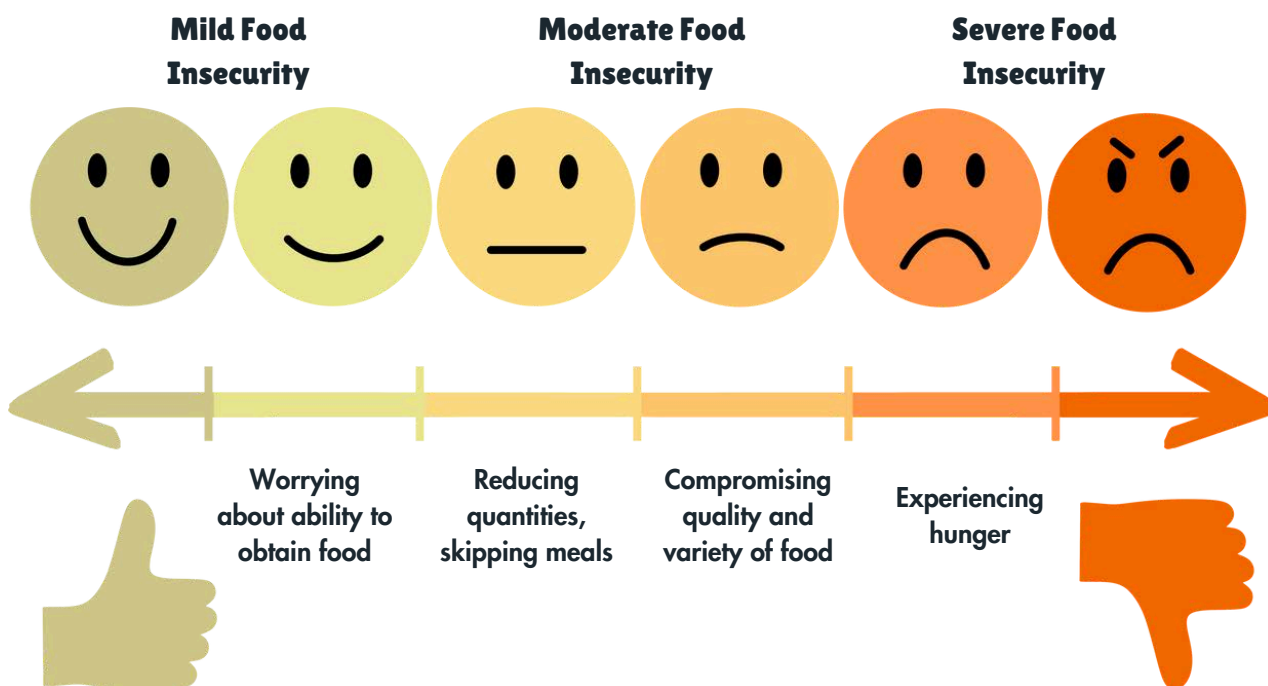 Mild Food
Insecurity
Moderate Food
Insecurity
Severe Food
Insecurity
Worrying
about ability to
obtain food
Reducing
quantities,
skipping meals
Compromising
quality and
variety of food
Experiencing
hunger